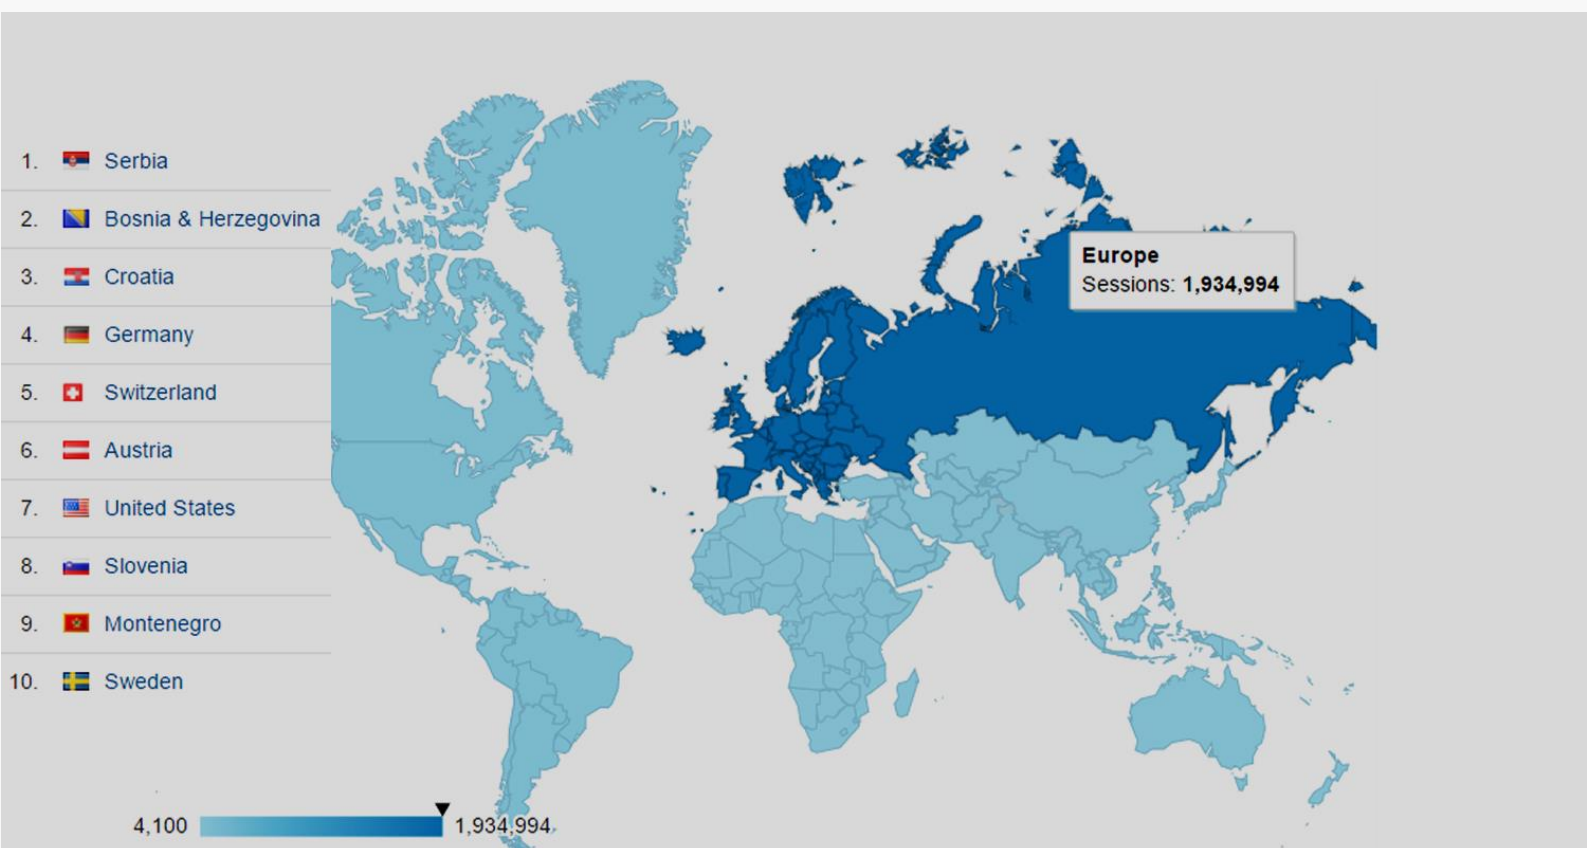 1. Serbia
2. Bosnia & Herzegovina
3. Croatia
4. Germany
5. Switzerland
6. Austria
7. United States
8. Slovenia
9. Montenegro
10. Sweden
Europe
Sessions: 1,934,994
4,100 1,934,994